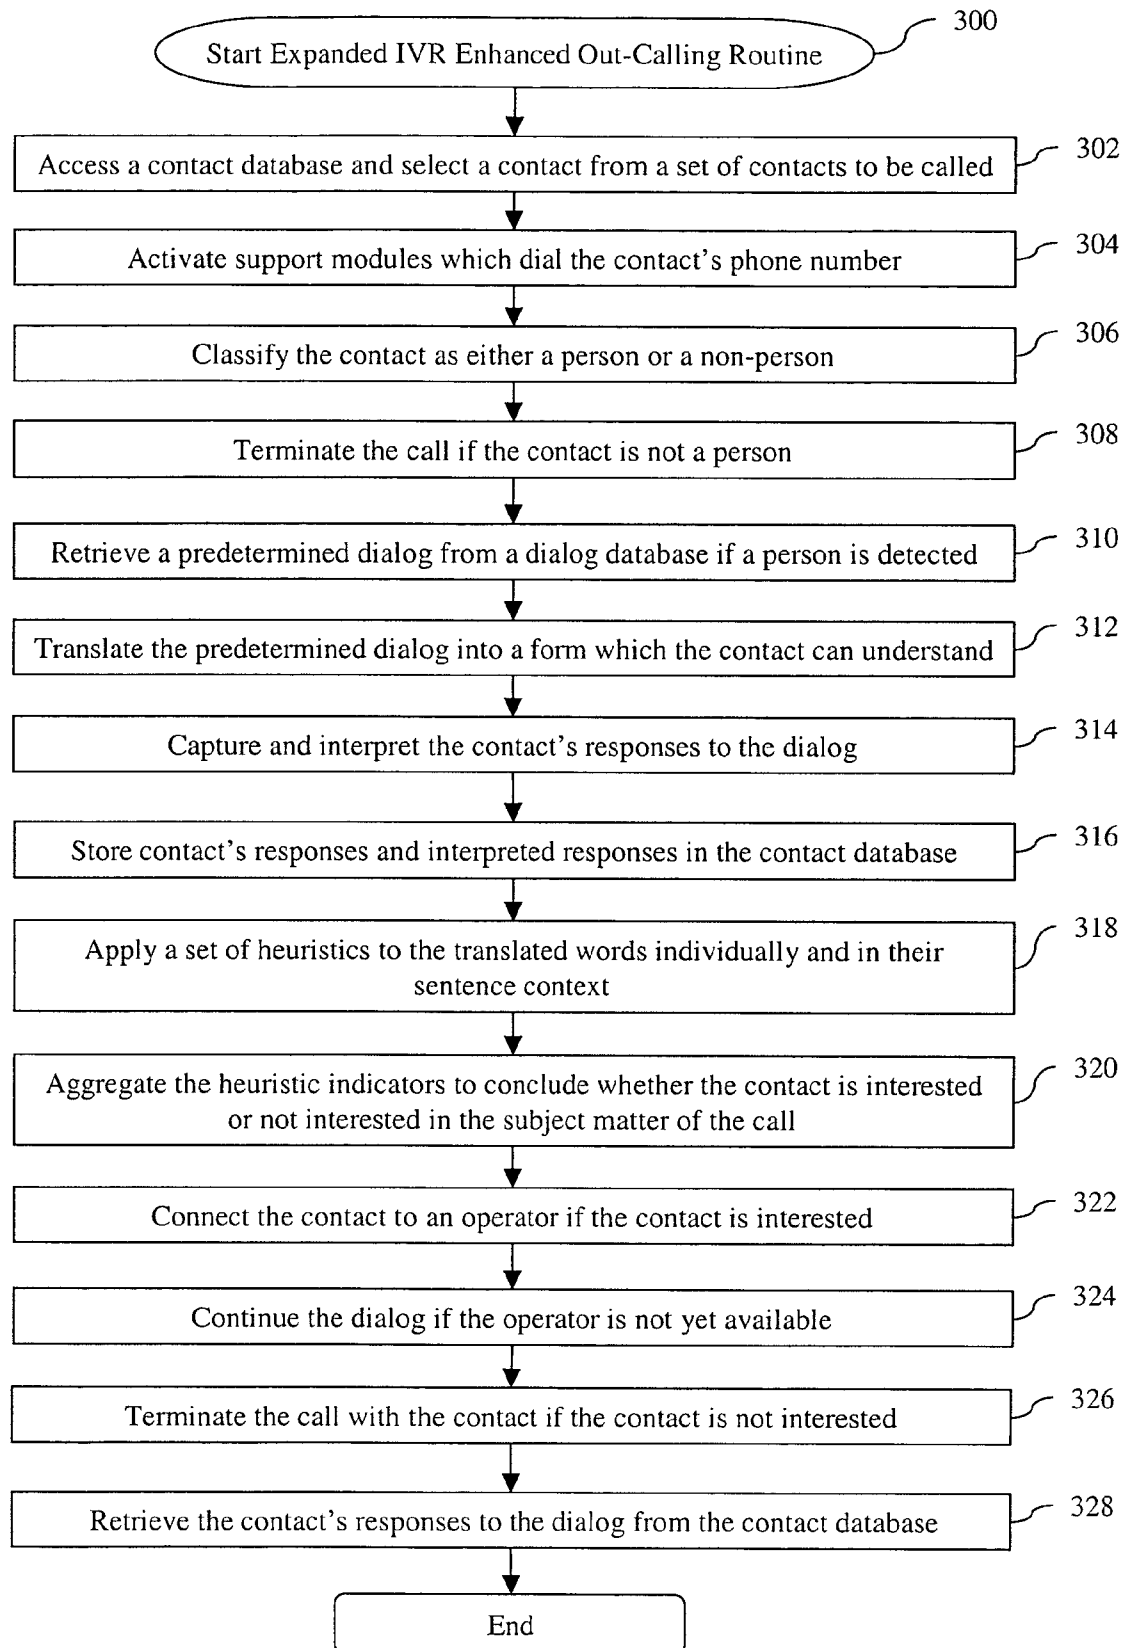 300
Start Expanded IVR Enhanced Out-Calling Routine
302
Access a contact database and select a contact from a set of contacts to be called
304
Activate support modules which dial the contact's phone number
306
Classify the contact as either a person or a non-person
308
Terminate the call if the contact is not a person
310
Retrieve a predetermined dialog from a dialog database if a person is detected
312
Translate the predetermined dialog into a form which the contact can understand
314
Capture and interpret the contact's responses to the dialog
316
Store contact's responses and interpreted responses in the contact database
318
Apply a set of heuristics to the translated words individually and in their
sentence context
320
Aggregate the heuristic indicators to conclude whether the contact is interested
or not interested in the subject matter of the call
322
Connect the contact to an operator if the contact is interested
324
Continue the dialog if the operator is not yet available
326
Terminate the call with the contact if the contact is not interested
328
Retrieve the contact's responses to the dialog from the contact database
End